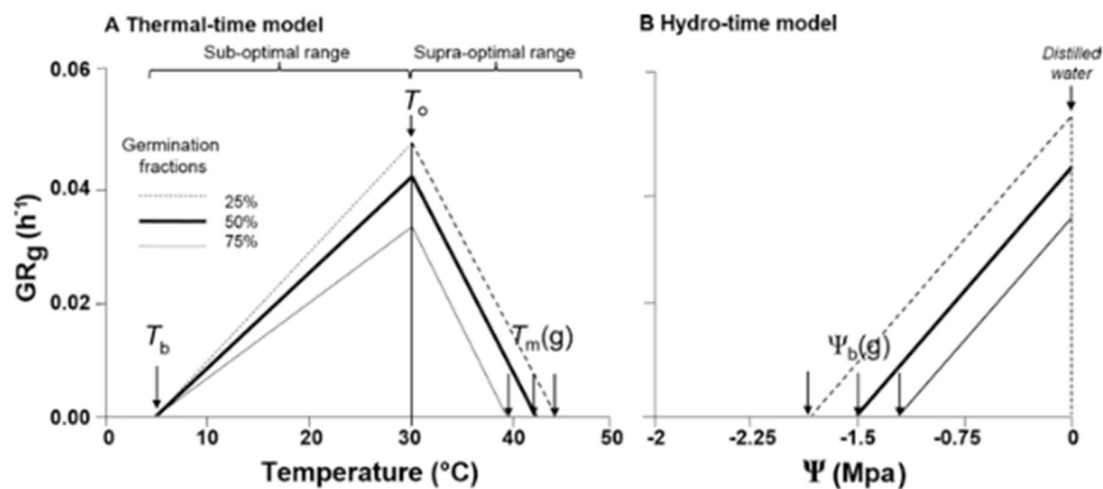 A Thermal-time model
Sub-optimal range
Supra-optimal range
0.06
0.04
0.02
0.00
GRg (h⁻¹)
Germination
fractions
25%
50%
75%
To
Tb
Tm(g)
0 10 20 30 40 50
Temperature (°C)
B Hydro-time model
Distilled
water
Ψb(g)
-2 -2.25 -1.5 -0.75 0
Ψ (Mpa)